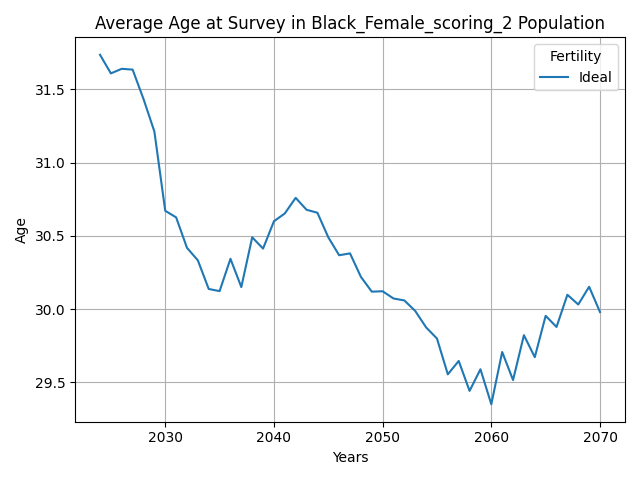 Average Age at Survey in Black_Female_scoring_2 Population
Fertility
Ideal
31.5
31.0
30.5
30.0
29.5
Age
2030 2040 2050 2060 2070
Years